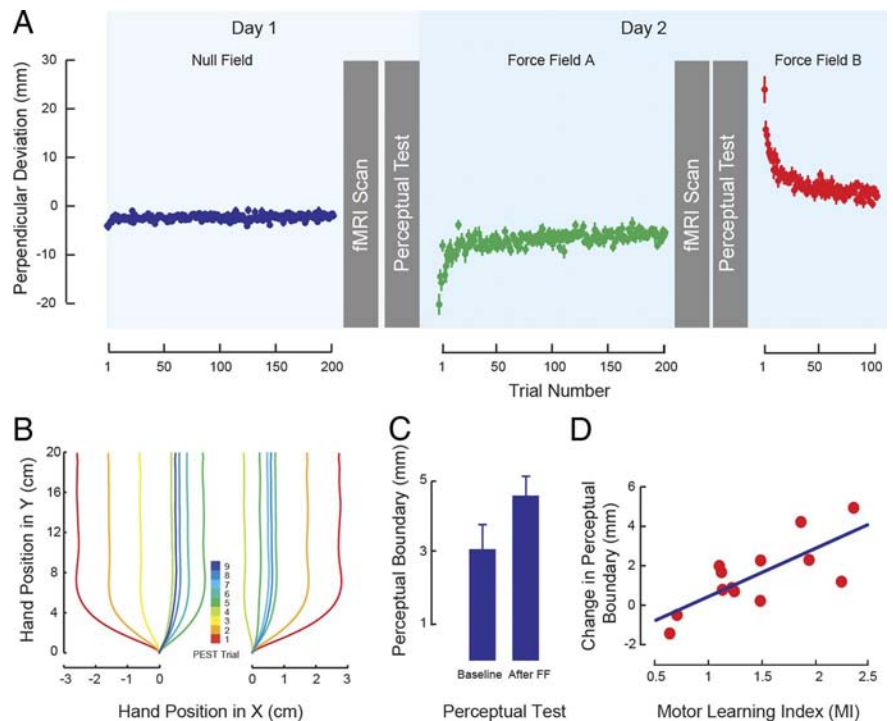 A
Day 1
Day 2
Null Field
Force Field A
Force Field B
Perpendicular Deviation (mm)
30
20
10
0
-10
-20
fMRI Scan
Perceptual Test
fMRI Scan
Perceptual Test
1 50 100 150 200
1 50 100 150 200
1 50 100
Trial Number
B
Hand Position in Y (cm)
20
16
12
8
4
0
9
8
7
6
5
4
3
2
1
PEST Trial
-3 -2 -1 0
0 1 2 3
Hand Position in X (cm)
C
Perceptual Boundary (mm)
5
3
1
Baseline After FF
Perceptual Test
D
Change in Perceptual
Boundary (mm)
6
4
2
0
-2
0.5 1 1.5 2 2.5
Motor Learning Index (MI)